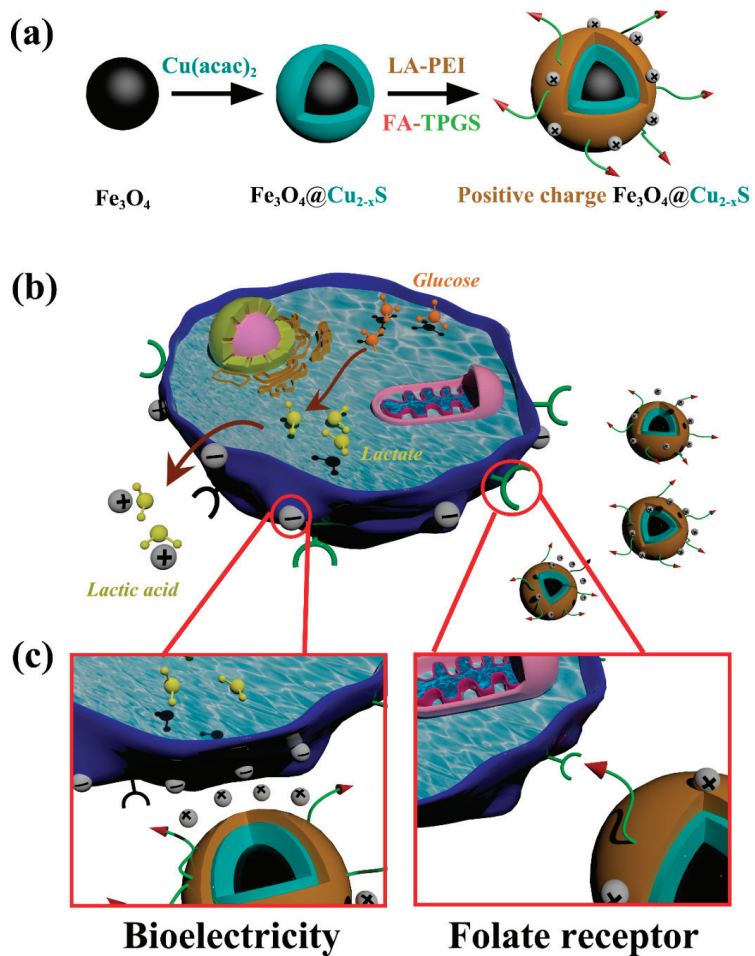 (a)
Cu(acac)₂
LA-PEI
FA-TPGS
Fe₃O₄
Fe₃O₄@Cu₂₋ₓS
Positive charge Fe₃O₄@Cu₂₋ₓS
(b)
Glucose
Lactate
Lactic acid
(c)
Bioelectricity
Folate receptor